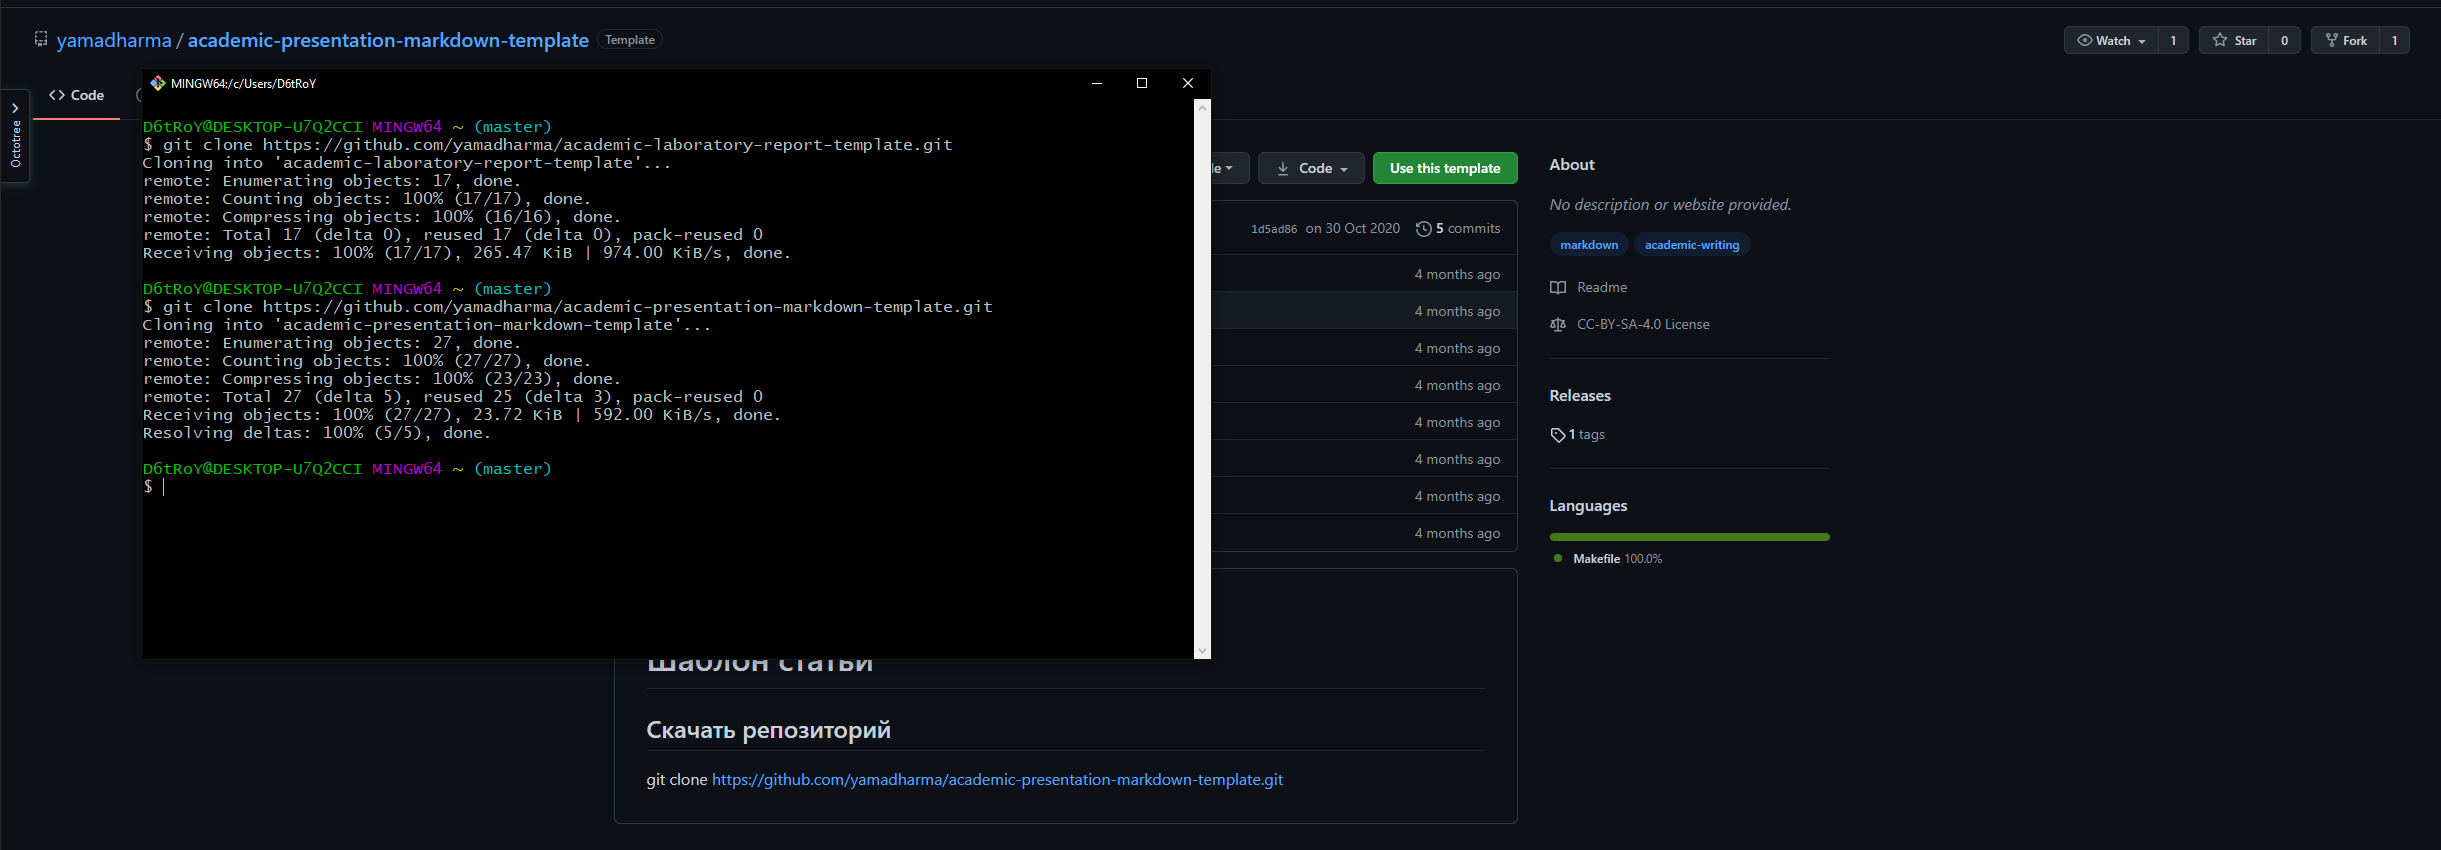 yamadharma / academic-presentation-markdown-template Template
Watch 1 Star 0 Fork 1
Code
Octotree
MINGW64:/c/Users/D6tRoY
D6tRoY@DESKTOP-U7Q2CCI MINGW64 ~ (master)
$ git clone https://github.com/yamadharma/academic-laboratory-report-template.git
Cloning into 'academic-laboratory-report-template'...
remote: Enumerating objects: 17, done.
remote: Counting objects: 100% (17/17), done.
remote: Compressing objects: 100% (16/16), done.
remote: Total 17 (delta 0), reused 17 (delta 0), pack-reused 0
Receiving objects: 100% (17/17), 265.47 KiB | 974.00 KiB/s, done.
D6tRoY@DESKTOP-U7Q2CCI MINGW64 ~ (master)
$ git clone https://github.com/yamadharma/academic-presentation-markdown-template.git
Cloning into 'academic-presentation-markdown-template'...
remote: Enumerating objects: 27, done.
remote: Counting objects: 100% (27/27), done.
remote: Compressing objects: 100% (23/23), done.
remote: Total 27 (delta 5), reused 25 (delta 3), pack-reused 0
Receiving objects: 100% (27/27), 23.72 KiB | 592.00 KiB/s, done.
Resolving deltas: 100% (5/5), done.
D6tRoY@DESKTOP-U7Q2CCI MINGW64 ~ (master)
$
Code Use this template
1d5ad86 on 30 Oct 2020 5 commits
4 months ago
4 months ago
4 months ago
4 months ago
4 months ago
4 months ago
4 months ago
4 months ago
Шаблон статьи
Скачать репозиторий
git clone https://github.com/yamadharma/academic-presentation-markdown-template.git
About
No description or website provided.
markdown academic-writing
Readme
CC-BY-SA-4.0 License
Releases
1 tags
Languages
Makefile 100.0%